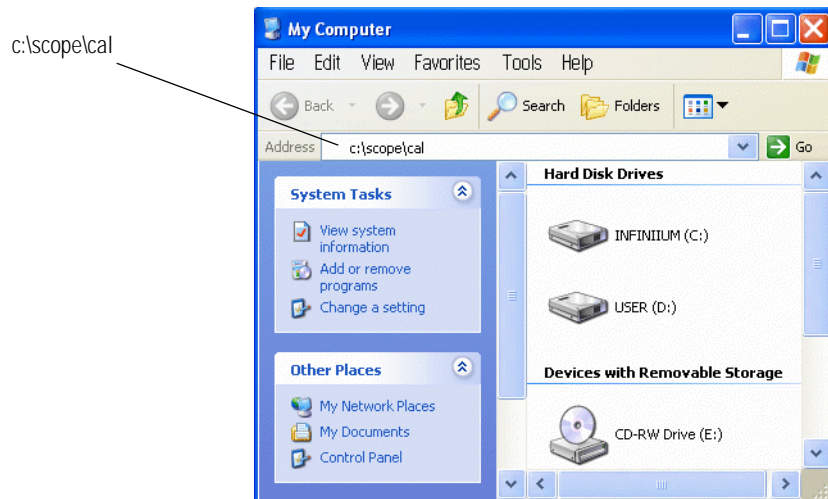 c:\scope\cal
My Computer
File Edit View Favorites Tools Help
Back Search Folders
Address c:\scope\cal Go
System Tasks
View system
information
Add or remove
programs
Change a setting
Other Places
My Network Places
My Documents
Control Panel
Hard Disk Drives
INFINIIUM (C:)
USER (D:)
Devices with Removable Storage
CD-RW Drive (E:)